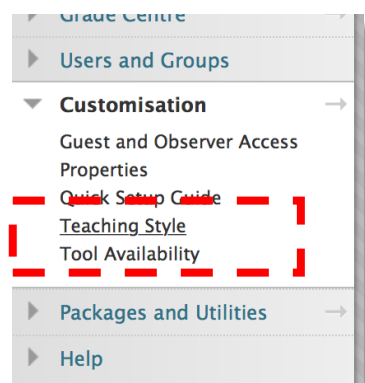 Grade Centre
Users and Groups
Customisation
Guest and Observer Access
Properties
Quick Setup Guide
Teaching Style
Tool Availability
Packages and Utilities
Help